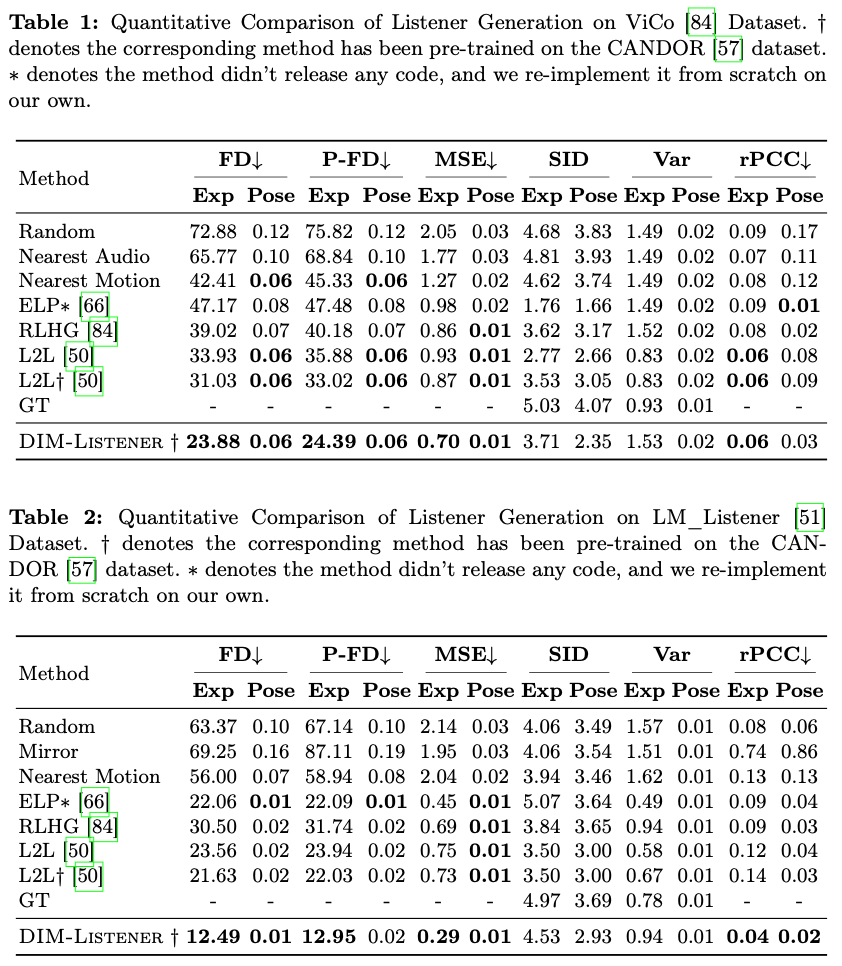 Table 1: Quantitative Comparison of Listener Generation on ViCo [84] Dataset. †
denotes the corresponding method has been pre-trained on the CANDOR [57] dataset.
∗ denotes the method didn't release any code, and we re-implement it from scratch on
our own.
Method FD↓ P-FD↓ MSE↓ SID Var rPCC↓
Exp Pose Exp Pose Exp Pose Exp Pose Exp Pose Exp Pose
Random 72.88 0.12 75.82 0.12 2.05 0.03 4.68 3.83 1.49 0.02 0.09 0.17
Nearest Audio 65.77 0.10 68.84 0.10 1.77 0.03 4.81 3.93 1.49 0.02 0.07 0.11
Nearest Motion 42.41 0.06 45.33 0.06 1.27 0.02 4.62 3.74 1.49 0.02 0.08 0.12
ELP∗ [66] 47.17 0.08 47.48 0.08 0.98 0.02 1.76 1.66 1.49 0.02 0.09 0.01
RLHG [84] 39.02 0.07 40.18 0.07 0.86 0.01 3.62 3.17 1.52 0.02 0.08 0.02
L2L [50] 33.93 0.06 35.88 0.06 0.93 0.01 2.77 2.66 0.83 0.02 0.06 0.08
L2L† [50] 31.03 0.06 33.02 0.06 0.87 0.01 3.53 3.05 0.83 0.02 0.06 0.09
GT - - - - - - 5.03 4.07 0.93 0.01 - -
DIM-Listener † 23.88 0.06 24.39 0.06 0.70 0.01 3.71 2.35 1.53 0.02 0.06 0.03
Table 2: Quantitative Comparison of Listener Generation on LM_Listener [51]
Dataset. † denotes the corresponding method has been pre-trained on the CAN-
DOR [57] dataset. ∗ denotes the method didn't release any code, and we re-implement
it from scratch on our own.
Method FD↓ P-FD↓ MSE↓ SID Var rPCC↓
Exp Pose Exp Pose Exp Pose Exp Pose Exp Pose Exp Pose
Random 63.37 0.10 67.14 0.10 2.14 0.03 4.06 3.49 1.57 0.01 0.08 0.06
Mirror 69.25 0.16 87.11 0.19 1.95 0.03 4.06 3.54 1.51 0.01 0.74 0.86
Nearest Motion 56.00 0.07 58.94 0.08 2.04 0.02 3.94 3.46 1.62 0.01 0.13 0.13
ELP∗ [66] 22.06 0.01 22.09 0.01 0.45 0.01 5.07 3.64 0.49 0.01 0.09 0.04
RLHG [84] 30.50 0.02 31.74 0.02 0.69 0.01 3.84 3.65 0.94 0.01 0.09 0.03
L2L [50] 23.56 0.02 23.94 0.02 0.75 0.01 3.50 3.00 0.58 0.01 0.12 0.04
L2L† [50] 21.63 0.02 22.03 0.02 0.73 0.01 3.50 3.00 0.67 0.01 0.14 0.03
GT - - - - - - 4.97 3.69 0.78 0.01 - -
DIM-Listener † 12.49 0.01 12.95 0.02 0.29 0.01 4.53 2.93 0.94 0.01 0.04 0.02